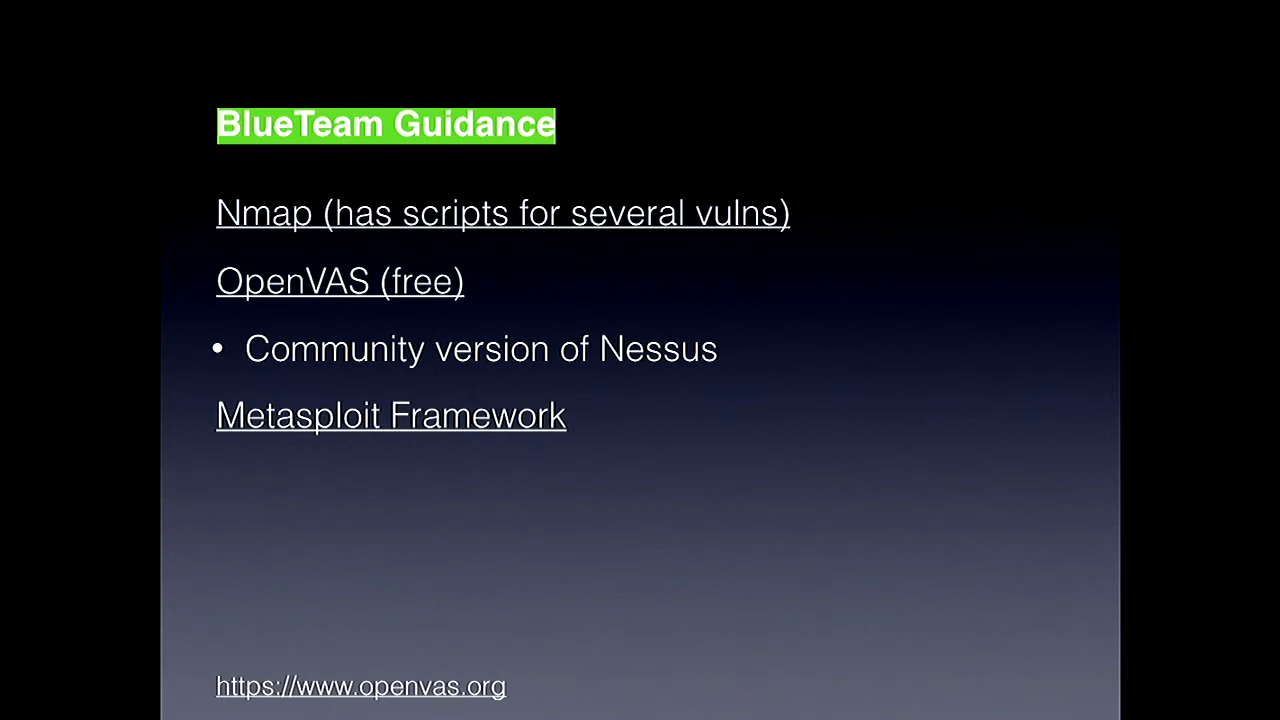 BlueTeam Guidance
Nmap (has scripts for several vulns)
OpenVAS (free)
• Community version of Nessus
Metasploit Framework
https://www.openvas.org